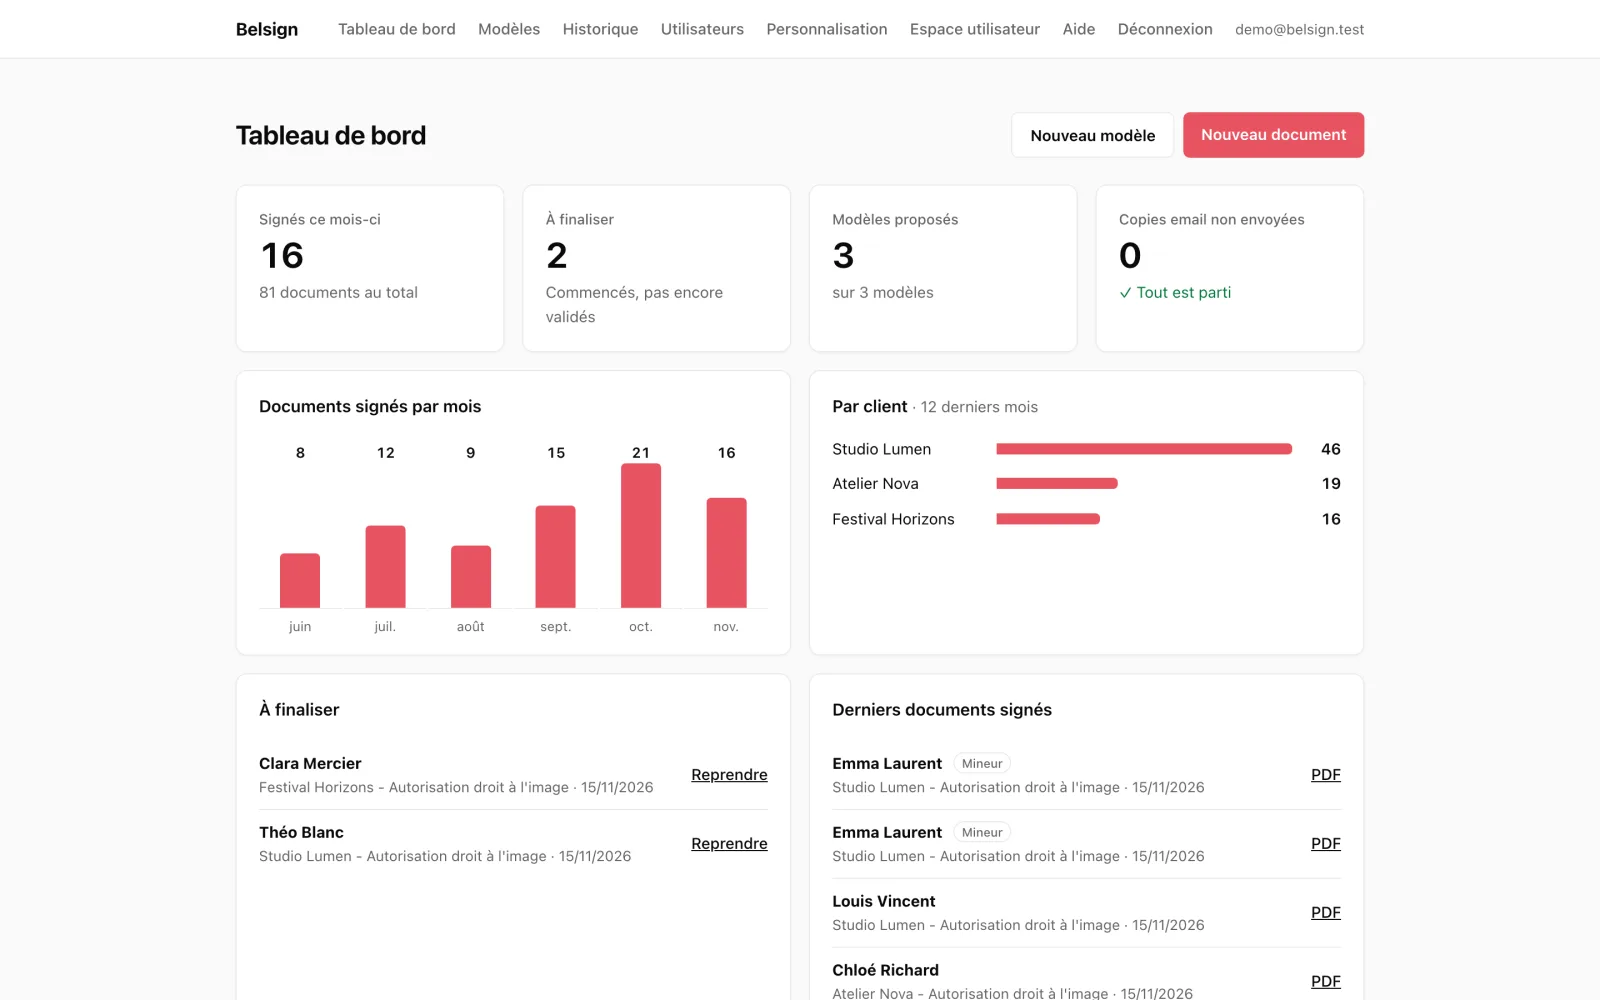 Belsign
Tableau de bord
Modèles
Historique
Utilisateurs
Personnalisation
Espace utilisateur
Aide
Déconnexion
demo@belsign.test
Tableau de bord
Nouveau modèle
Nouveau document
Signés ce mois-ci
16
81 documents au total
À finaliser
2
Commencés, pas encore
validés
Modèles proposés
3
sur 3 modèles
Copies email non envoyées
0
✓ Tout est parti
Documents signés par mois
8
12
9
15
21
16
juin
juil.
août
sept.
oct.
nov.
Par client · 12 derniers mois
Studio Lumen
46
Atelier Nova
19
Festival Horizons
16
À finaliser
Clara Mercier
Festival Horizons - Autorisation droit à l'image · 15/11/2026
Reprendre
Théo Blanc
Studio Lumen - Autorisation droit à l'image · 15/11/2026
Reprendre
Derniers documents signés
Emma Laurent
Mineur
Studio Lumen - Autorisation droit à l'image · 15/11/2026
PDF
Emma Laurent
Mineur
Studio Lumen - Autorisation droit à l'image · 15/11/2026
PDF
Louis Vincent
Studio Lumen - Autorisation droit à l'image · 15/11/2026
PDF
Chloé Richard
Atelier Nova - Autorisation droit à l'image · 15/11/2026
PDF